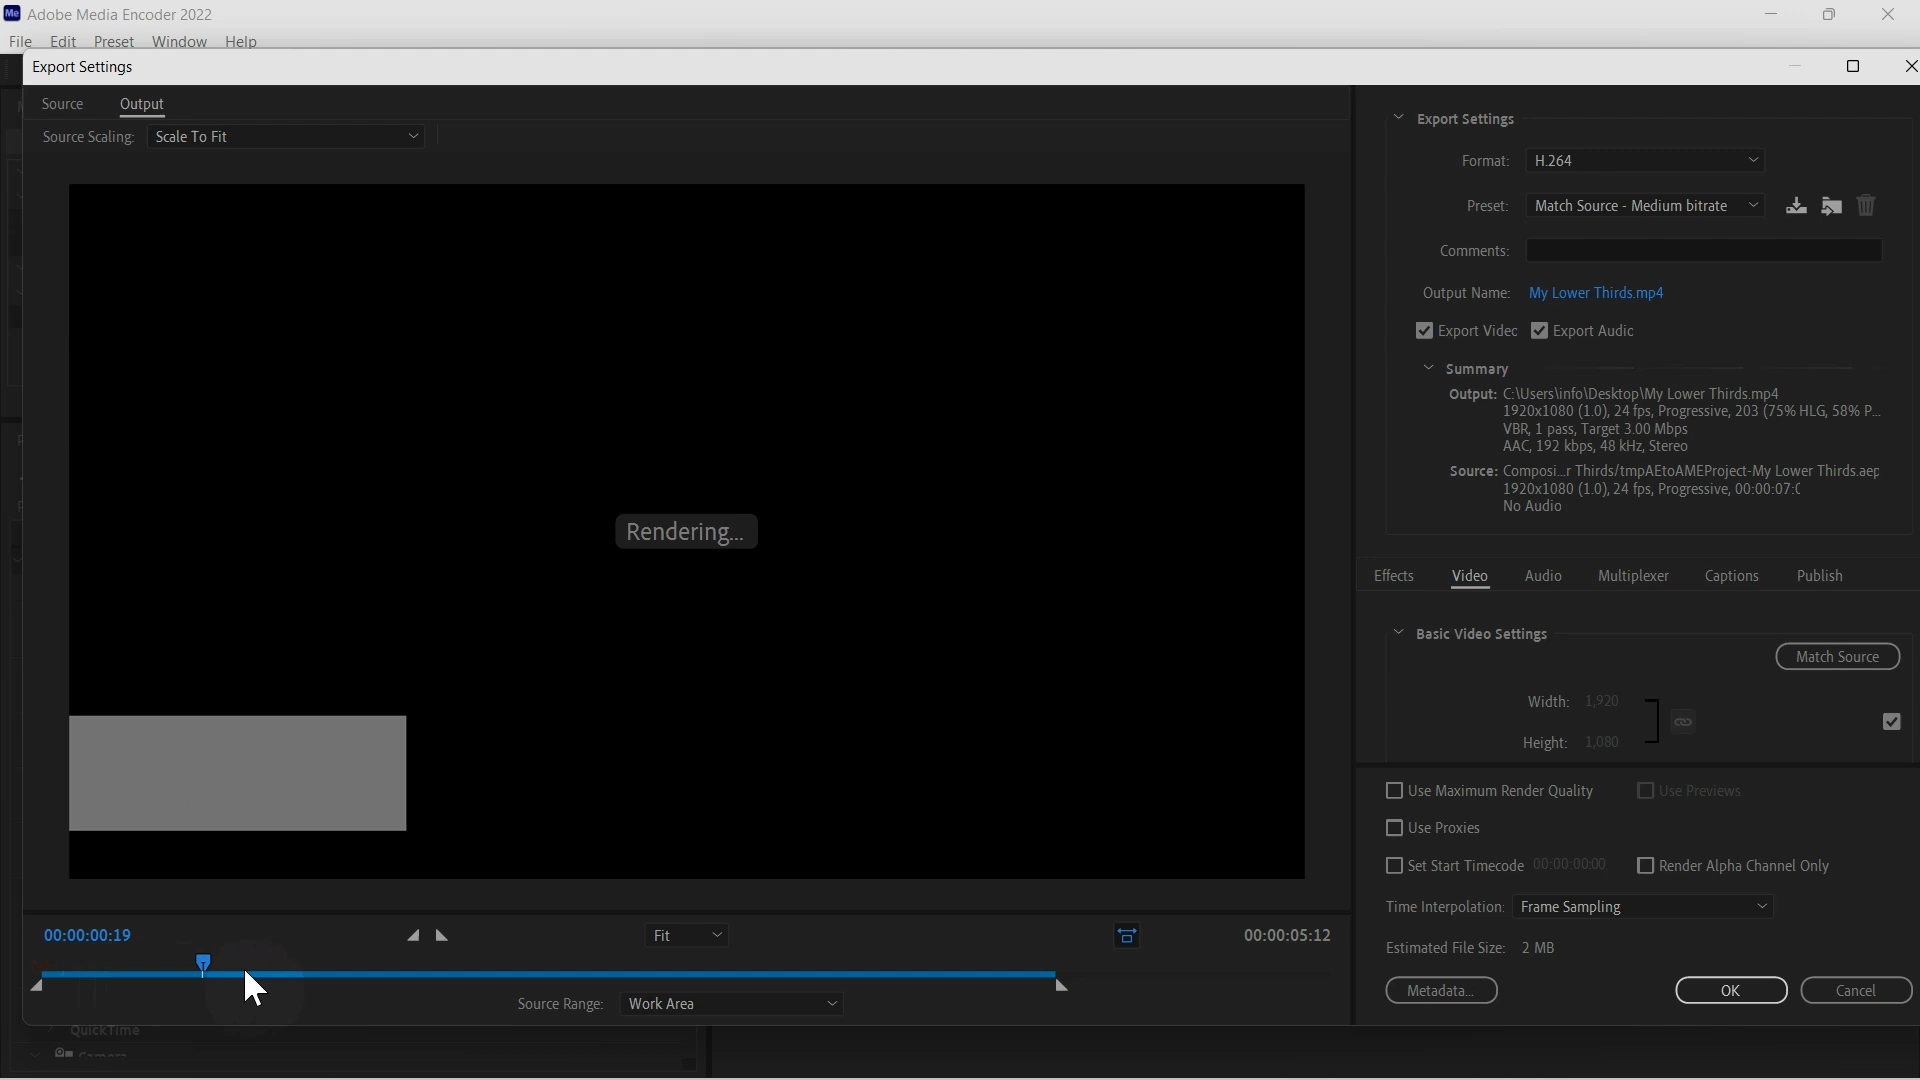 Me Adobe Media Encoder 2022
File Edit Preset Window Help
Export Settings
Source Output
Source Scaling: Scale To Fit
Rendering...
00:00:00:19 Fit 00:00:05:12
Source Range: Work Area
QuickTime
Camera
Export Settings
Format: H.264
Preset: Match Source - Medium bitrate
Comments:
Output Name: My Lower Thirds.mp4
Export Video Export Audio
Summary
Output: C:\Users\info\Desktop\My Lower Thirds.mp4
1920x1080 (1.0), 24 fps, Progressive, 203 (75% HLG, 58% P...
VBR, 1 pass, Target 3.00 Mbps
AAC, 192 kbps, 48 kHz, Stereo
Source: Composi...r Thirds/tmpAEtoAMEProject-My Lower Thirds.aep
1920x1080 (1.0), 24 fps, Progressive, 00:00:07:0
No Audio
Effects Video Audio Multiplexer Captions Publish
Basic Video Settings
Match Source
Width: 1,920
Height: 1,080
Use Maximum Render Quality Use Previews
Use Proxies
Set Start Timecode 00:00:00:00 Render Alpha Channel Only
Time Interpolation: Frame Sampling
Estimated File Size: 2 MB
Metadata... OK Cancel